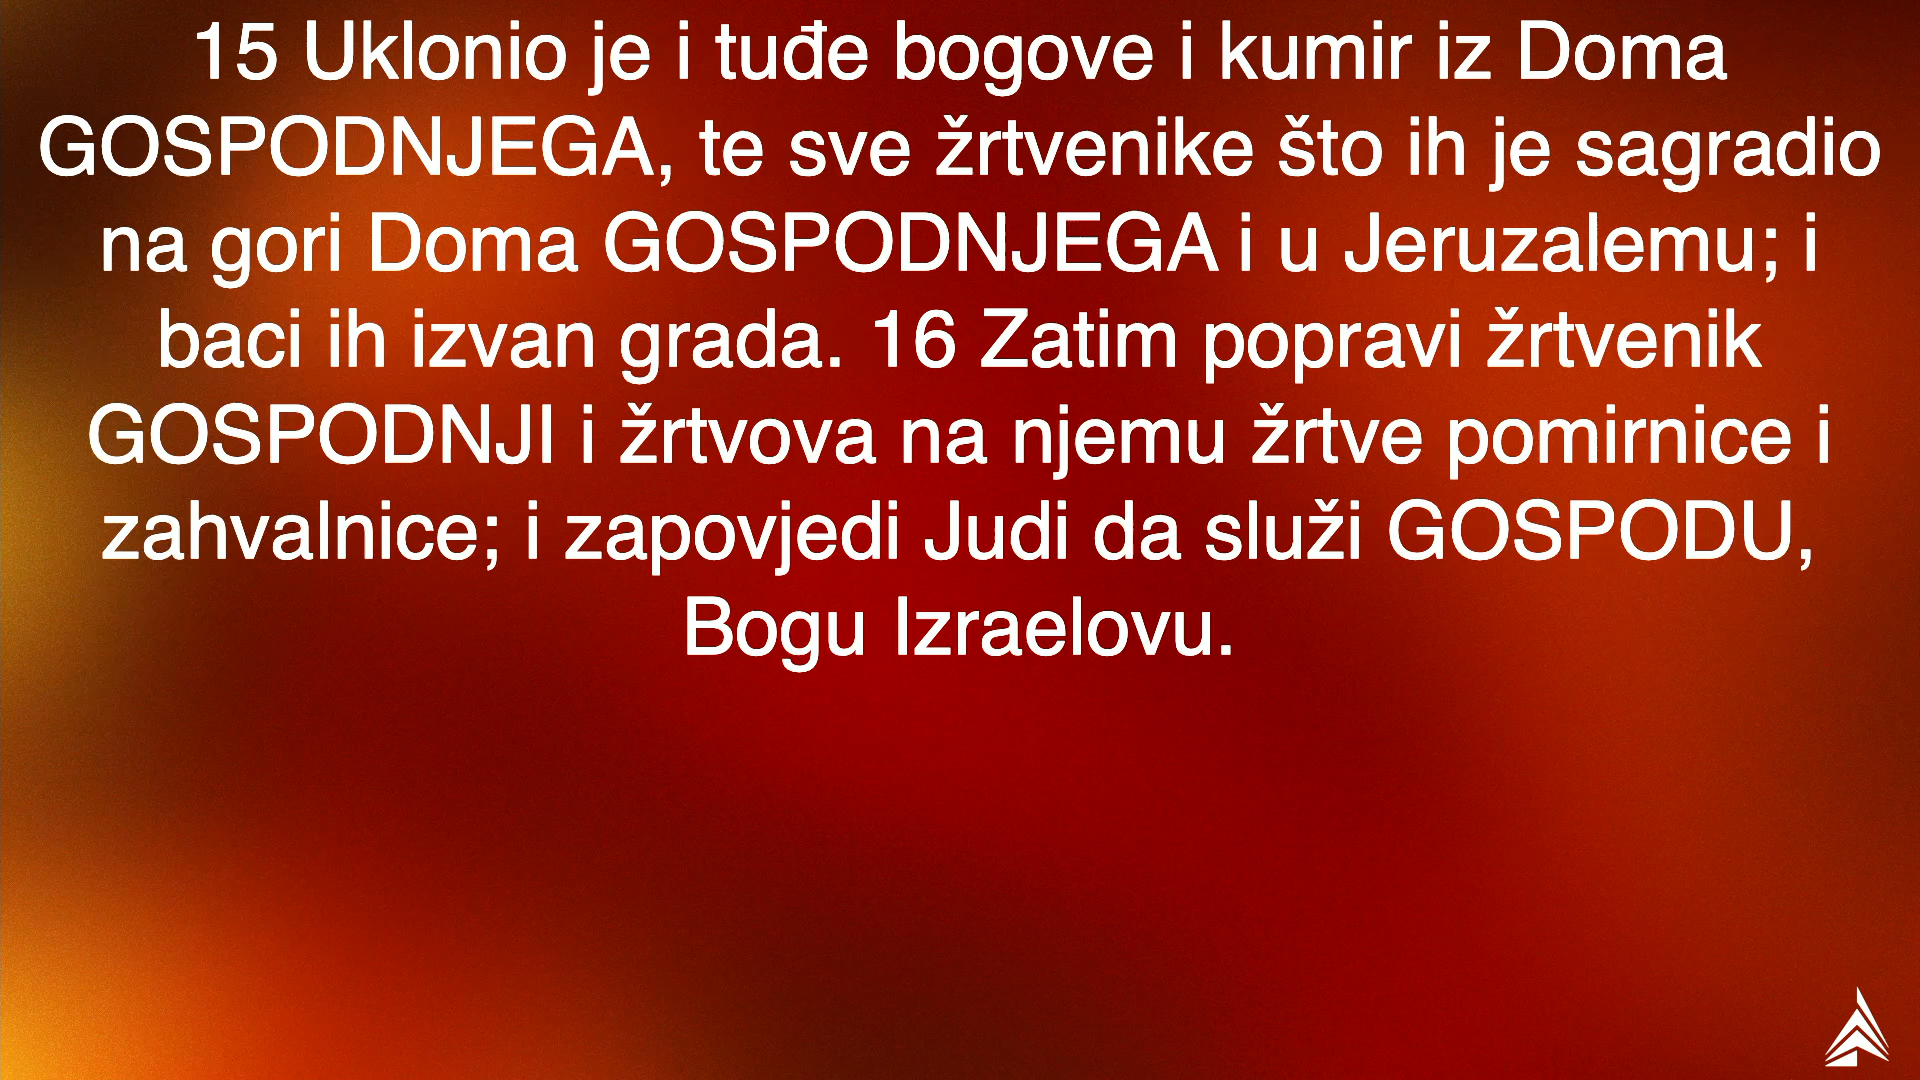 15 Uklonio je i tuđe bogove i kumir iz Doma
GOSPODNJEGA, te sve žrtvenike što ih je sagradio
na gori Doma GOSPODNJEGA i u Jeruzalemu; i
baci ih izvan grada. 16 Zatim popravi žrtvenik
GOSPODNJI i žrtvova na njemu žrtve pomirnice i
zahvalnice; i zapovjedi Judi da služi GOSPODU,
Bogu Izraelovu.